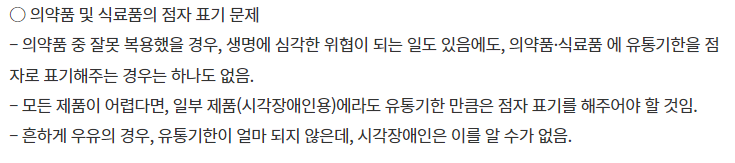 ○ 의약품 및 식료품의 점자 표기 문제
− 의약품 중 잘못 복용했을 경우, 생명에 심각한 위협이 되는 일도 있음에도, 의약품·식료품 에 유통기한을 점
자로 표기해주는 경우는 하나도 없음.
− 모든 제품이 어렵다면, 일부 제품(시각장애인용)에라도 유통기한 만큼은 점자 표기를 해주어야 할 것임.
− 흔하게 우유의 경우, 유통기한이 얼마 되지 않은데, 시각장애인은 이를 알 수가 없음.